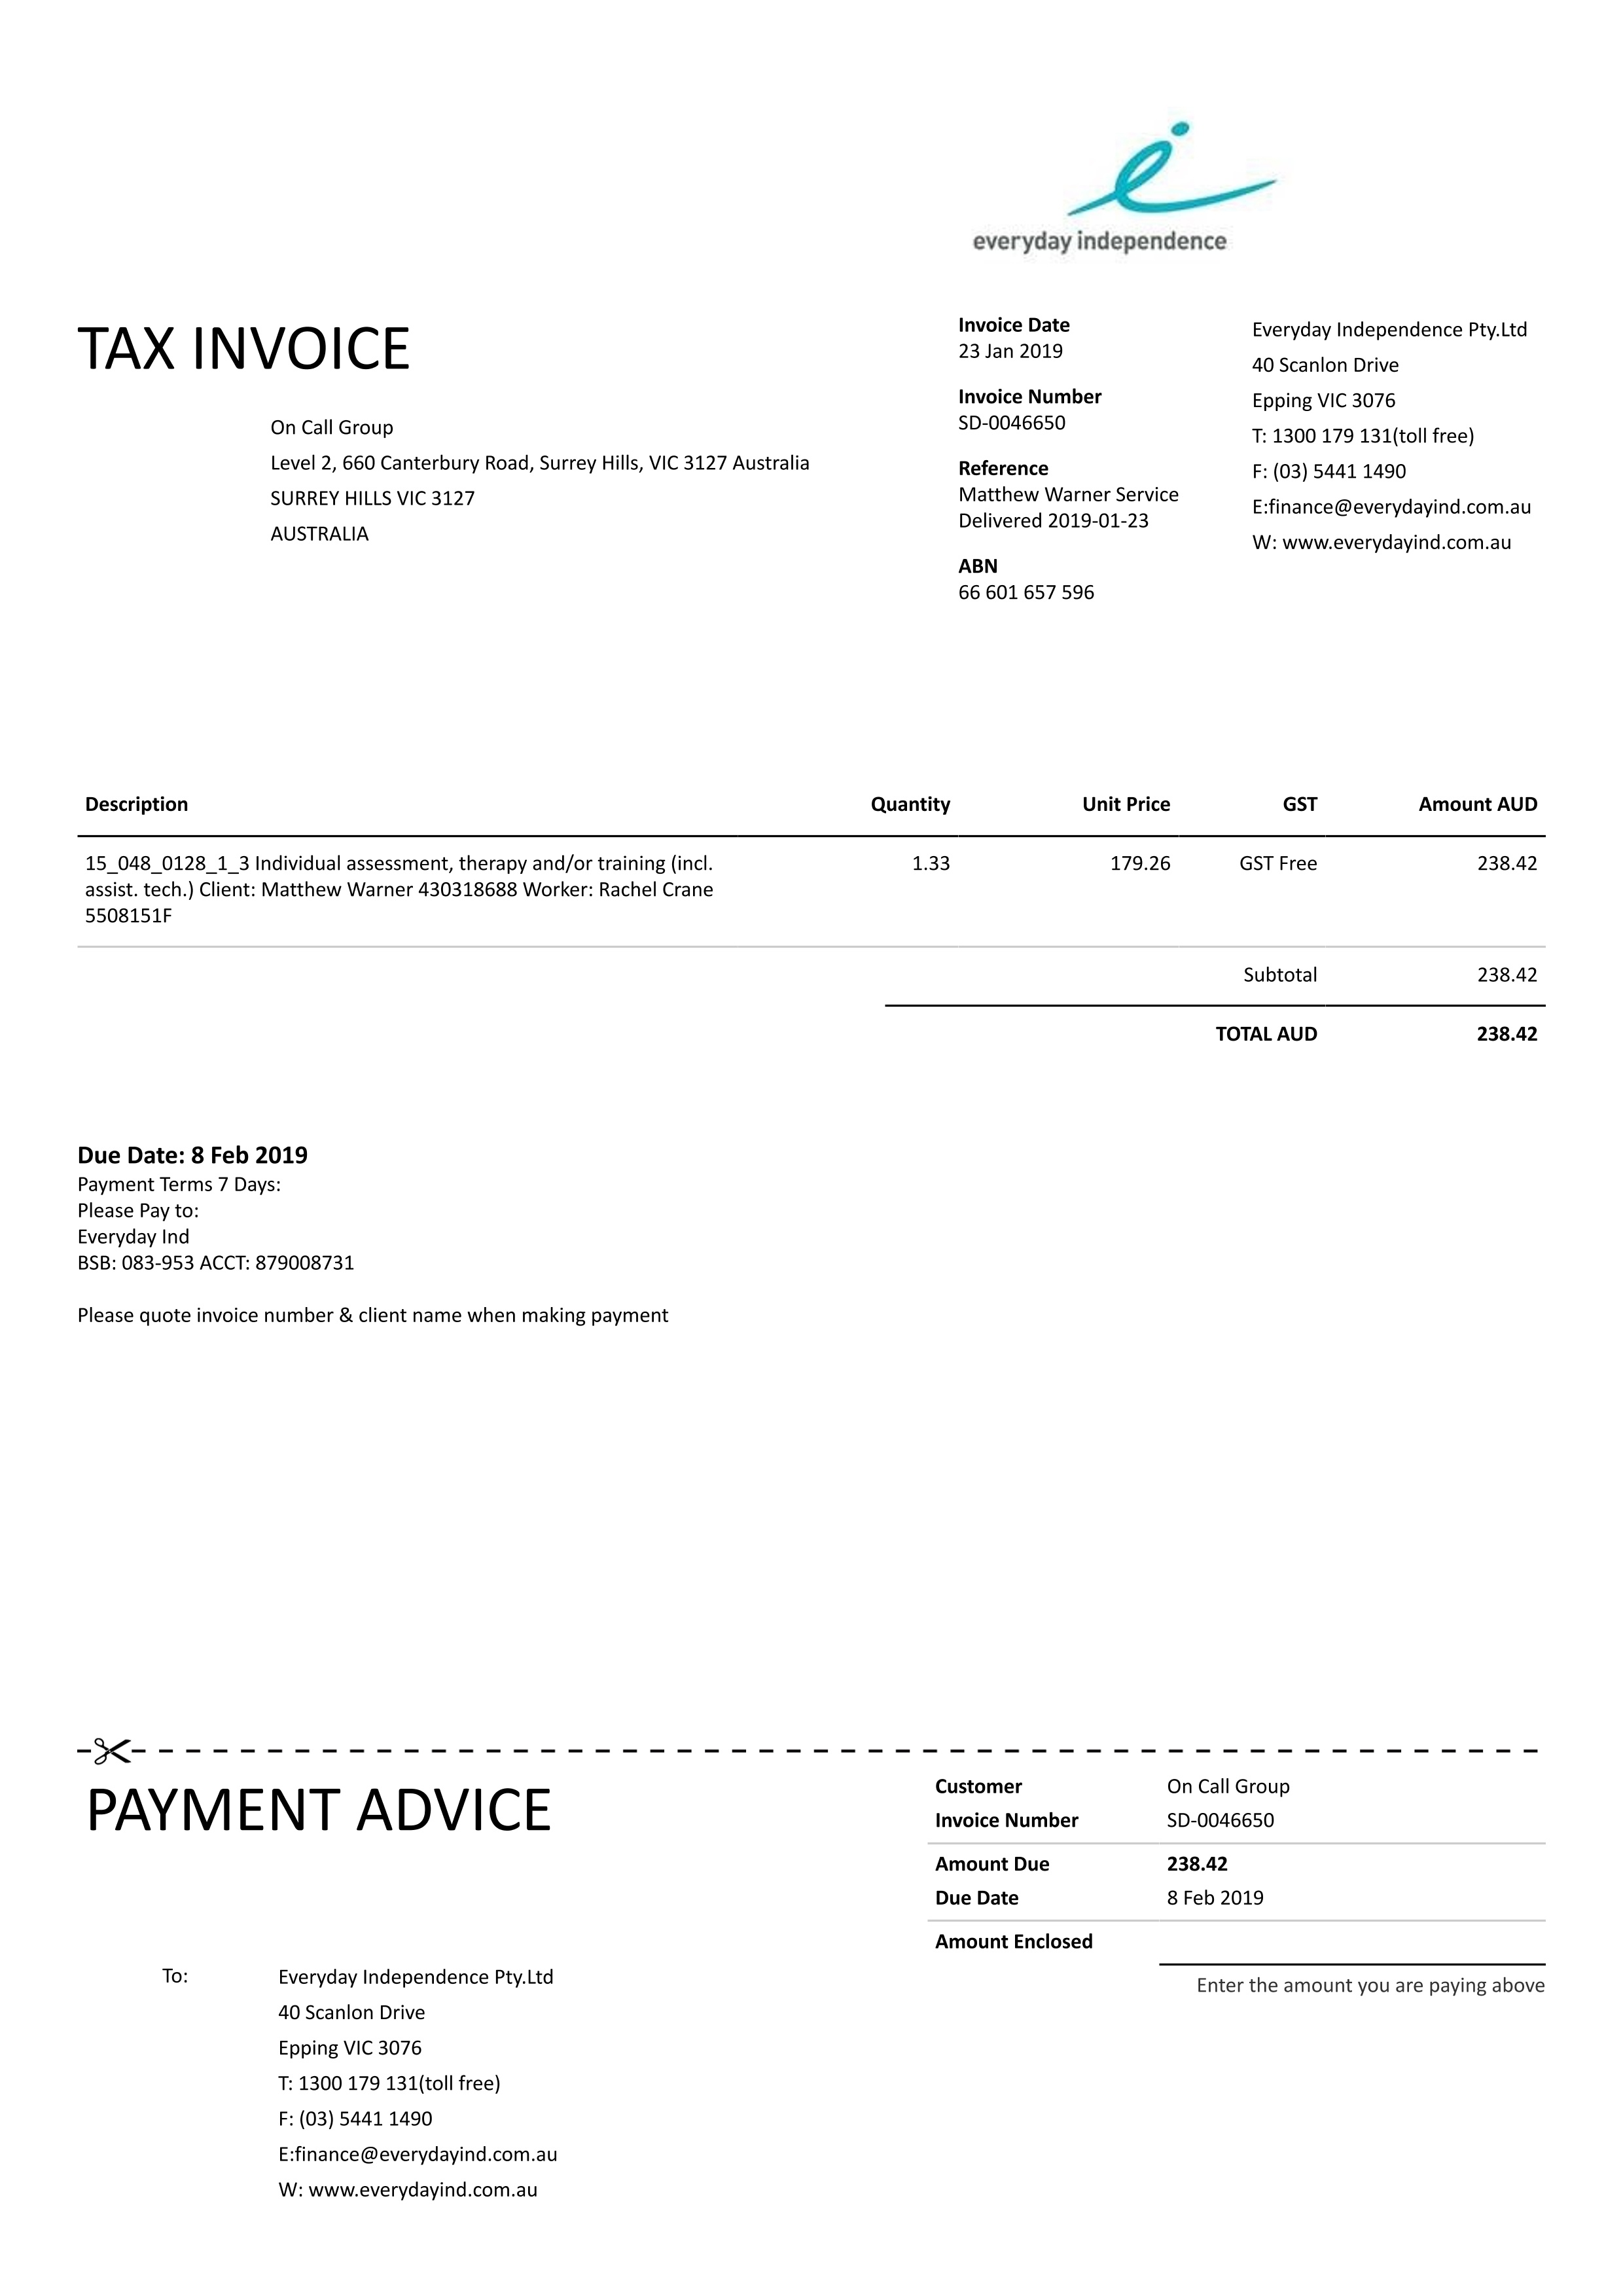 everyday independence
TAX INVOICE
On Call Group
Level 2, 660 Canterbury Road, Surrey Hills, VIC 3127 Australia
SURREY HILLS VIC 3127
AUSTRALIA
Invoice Date
23 Jan 2019
Invoice Number
SD-0046650
Reference
Matthew Warner Service
Delivered 2019-01-23
ABN
66 601 657 596
Everyday Independence Pty.Ltd
40 Scanlon Drive
Epping VIC 3076
T: 1300 179 131(toll free)
F: (03) 5441 1490
E:finance@everydayind.com.au
W: www.everydayind.com.au
Description Quantity Unit Price GST Amount AUD
15_048_0128_1_3 Individual assessment, therapy and/or training (incl. 1.33 179.26 GST Free 238.42
assist. tech.) Client: Matthew Warner 430318688 Worker: Rachel Crane
5508151F
Subtotal 238.42
TOTAL AUD 238.42
Due Date: 8 Feb 2019
Payment Terms 7 Days:
Please Pay to:
Everyday Ind
BSB: 083-953 ACCT: 879008731
Please quote invoice number & client name when making payment
PAYMENT ADVICE
To:
Everyday Independence Pty.Ltd
40 Scanlon Drive
Epping VIC 3076
T: 1300 179 131(toll free)
F: (03) 5441 1490
E:finance@everydayind.com.au
W: www.everydayind.com.au
Customer On Call Group
Invoice Number SD-0046650
Amount Due 238.42
Due Date 8 Feb 2019
Amount Enclosed
Enter the amount you are paying above